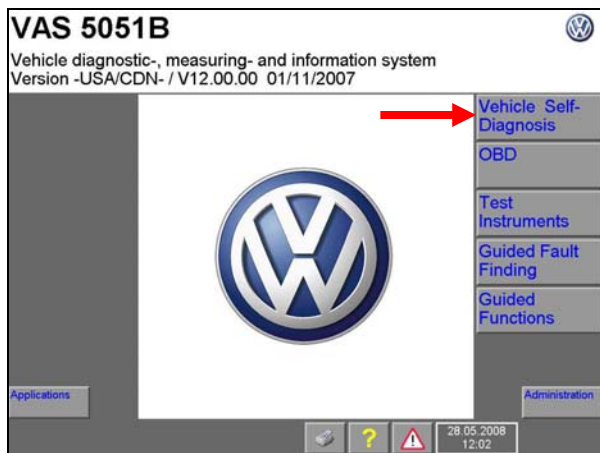 VAS 5051B
Vehicle diagnostic-, measuring- and information system
Version -USA/CDN- / V12.00.00 01/11/2007
Vehicle Self-
Diagnosis
OBD
Test
Instruments
Guided Fault
Finding
Guided
Functions
Applications
Administration
?
28.05.2008
12:02